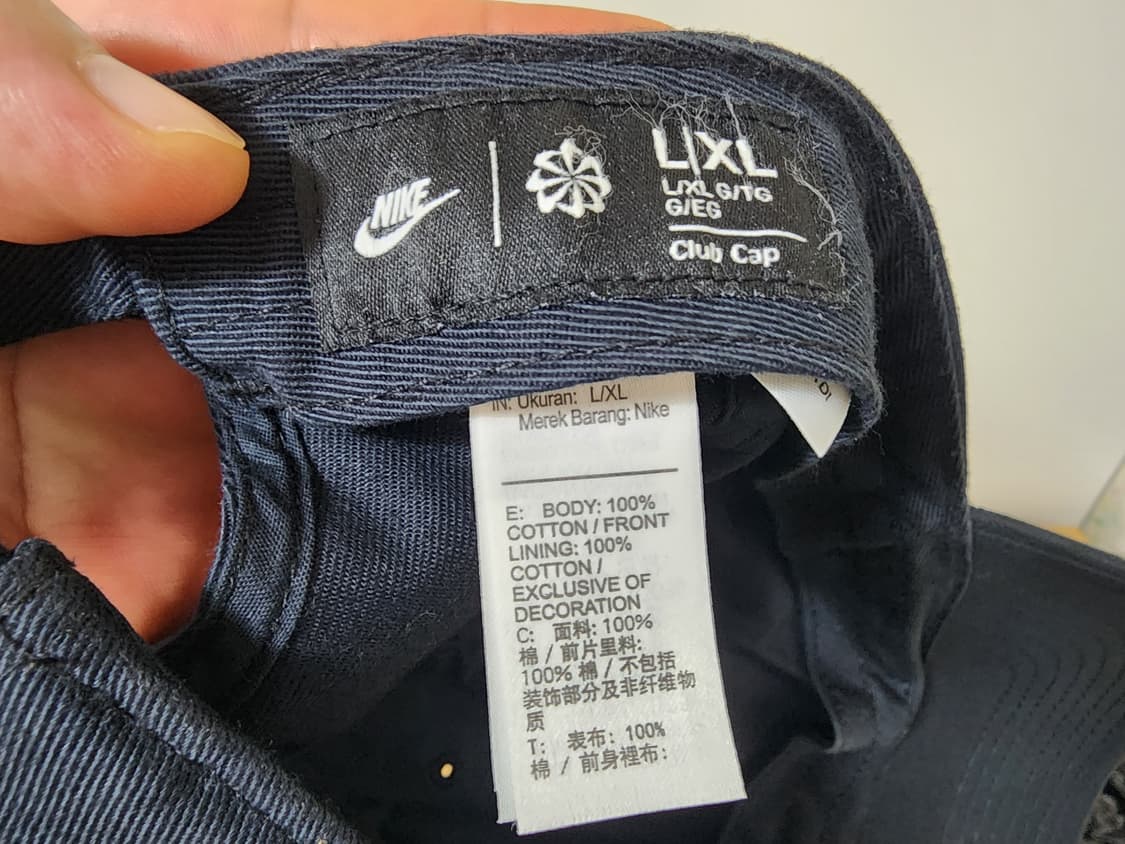 NIKE
L/XL
L/XL G/TG
G/EG
Club Cap
IN: Ukuran: L/XL
Merek Barang: Nike
E: BODY: 100%
COTTON / FRONT
LINING: 100%
COTTON /
EXCLUSIVE OF
DECORATION
C: 面料: 100%
棉 / 前片里料:
100% 棉 / 不包括
装饰部分及非纤维物
质
T: 表布: 100%
棉 / 前身裡布: